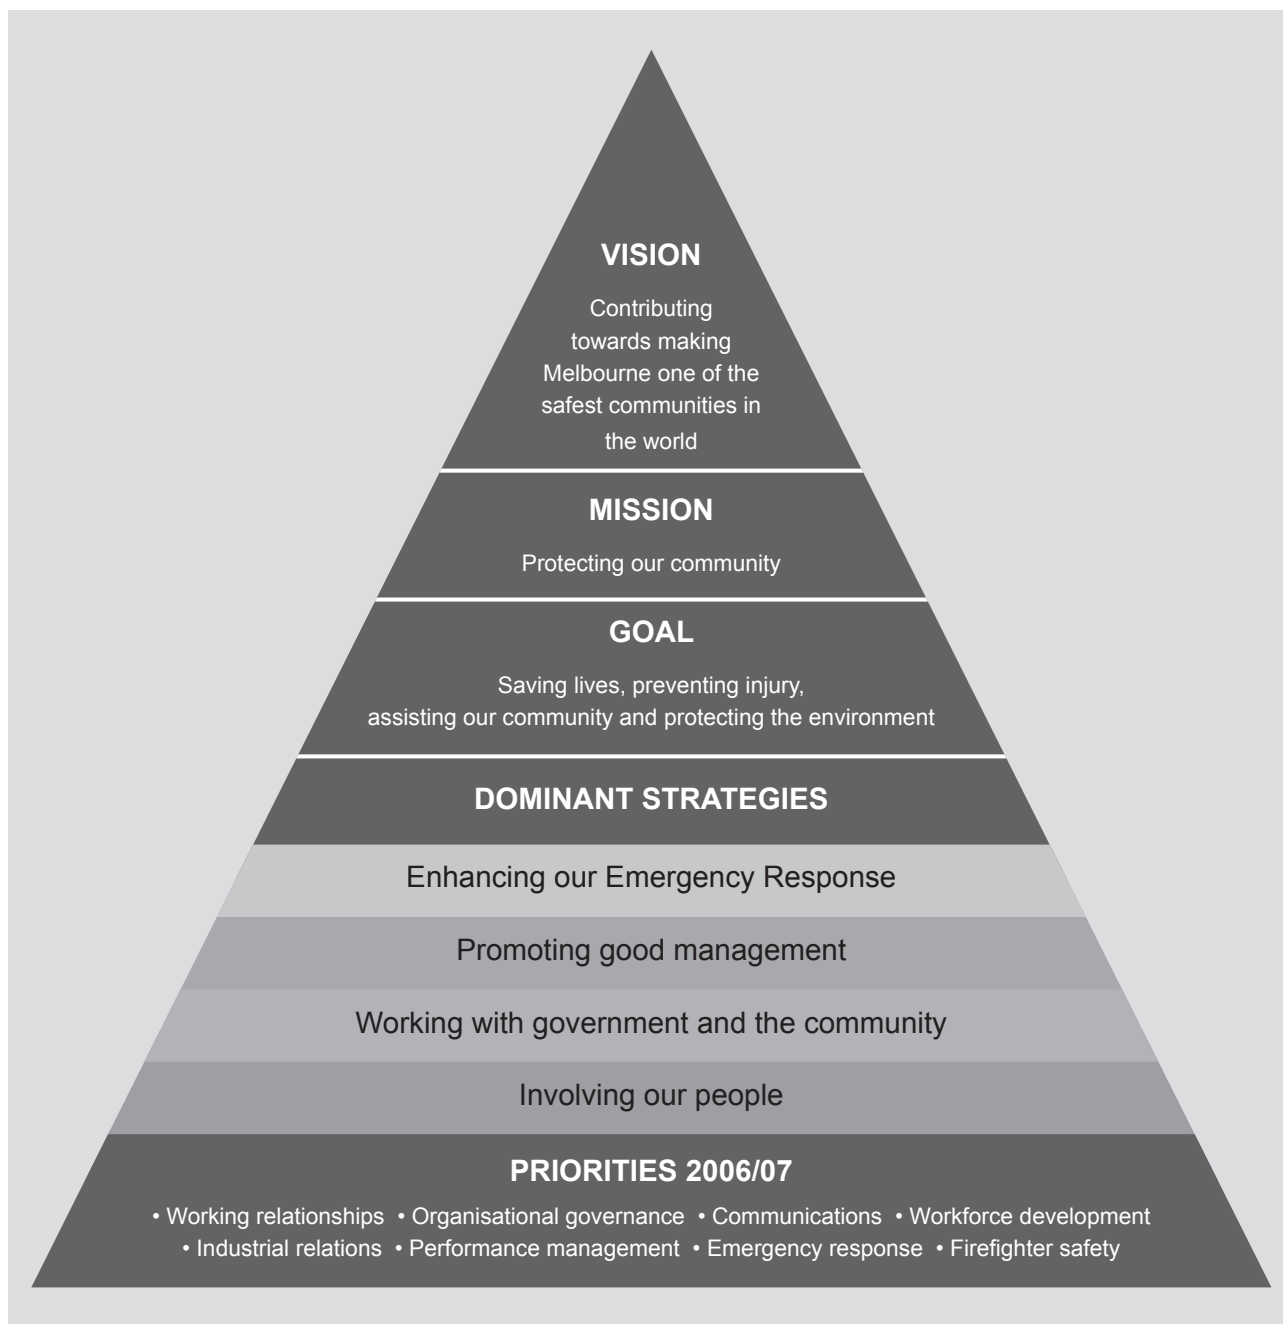 VISION
Contributing
towards making
Melbourne one of the
safest communities in
the world
MISSION
Protecting our community
GOAL
Saving lives, preventing injury,
assisting our community and protecting the environment
DOMINANT STRATEGIES
Enhancing our Emergency Response
Promoting good management
Working with government and the community
Involving our people
PRIORITIES 2006/07
• Working relationships • Organisational governance • Communications • Workforce development
• Industrial relations • Performance management • Emergency response • Firefighter safety